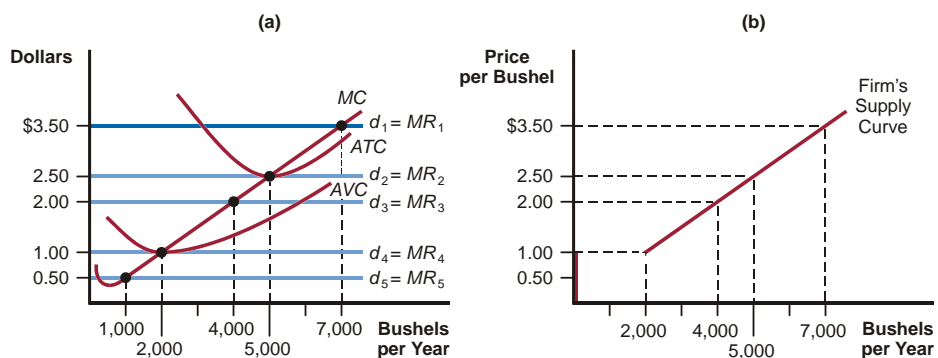 (a)
Dollars
MC
$3.50
d1 = MR1
ATC
2.50
d2 = MR2
AVC
2.00
d3 = MR3
1.00
d4 = MR4
0.50
d5 = MR5
1,000
4,000
7,000
Bushels
2,000
5,000
per Year
(b)
Price
per Bushel
Firm's
Supply
Curve
$3.50
2.50
2.00
1.00
0.50
2,000
4,000
7,000
Bushels
5,000
per Year